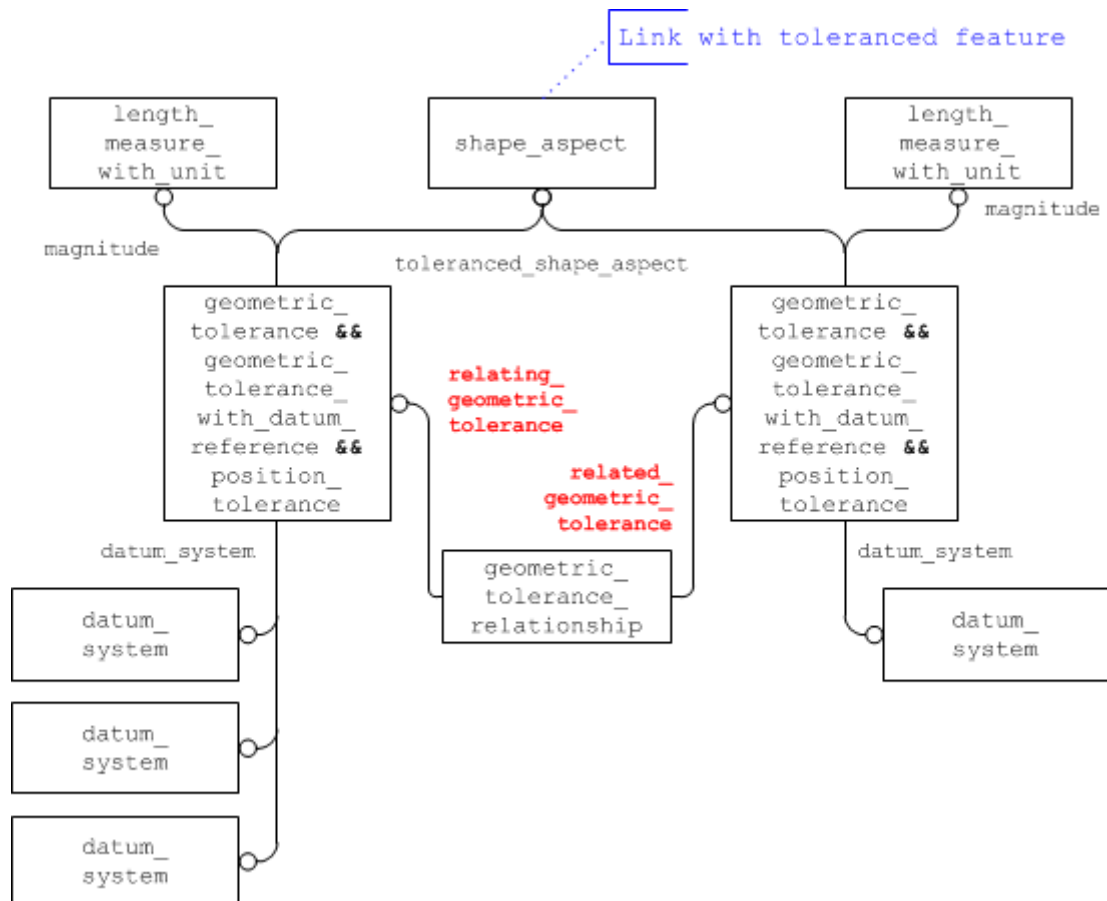 Link with toleranced feature
length_
measure_
with_unit
shape_aspect
length_
measure_
with_unit
magnitude
magnitude
toleranced_shape_aspect
geometric_
tolerance &&
geometric_
tolerance_
with_datum_
reference &&
position_
tolerance
relating_
geometric_
tolerance
related_
geometric_
tolerance
geometric_
tolerance &&
geometric_
tolerance_
with_datum_
reference &&
position_
tolerance
datum_system
geometric_
tolerance_
relationship
datum_system
datum_
system
datum_
system
datum_
system
datum_
system